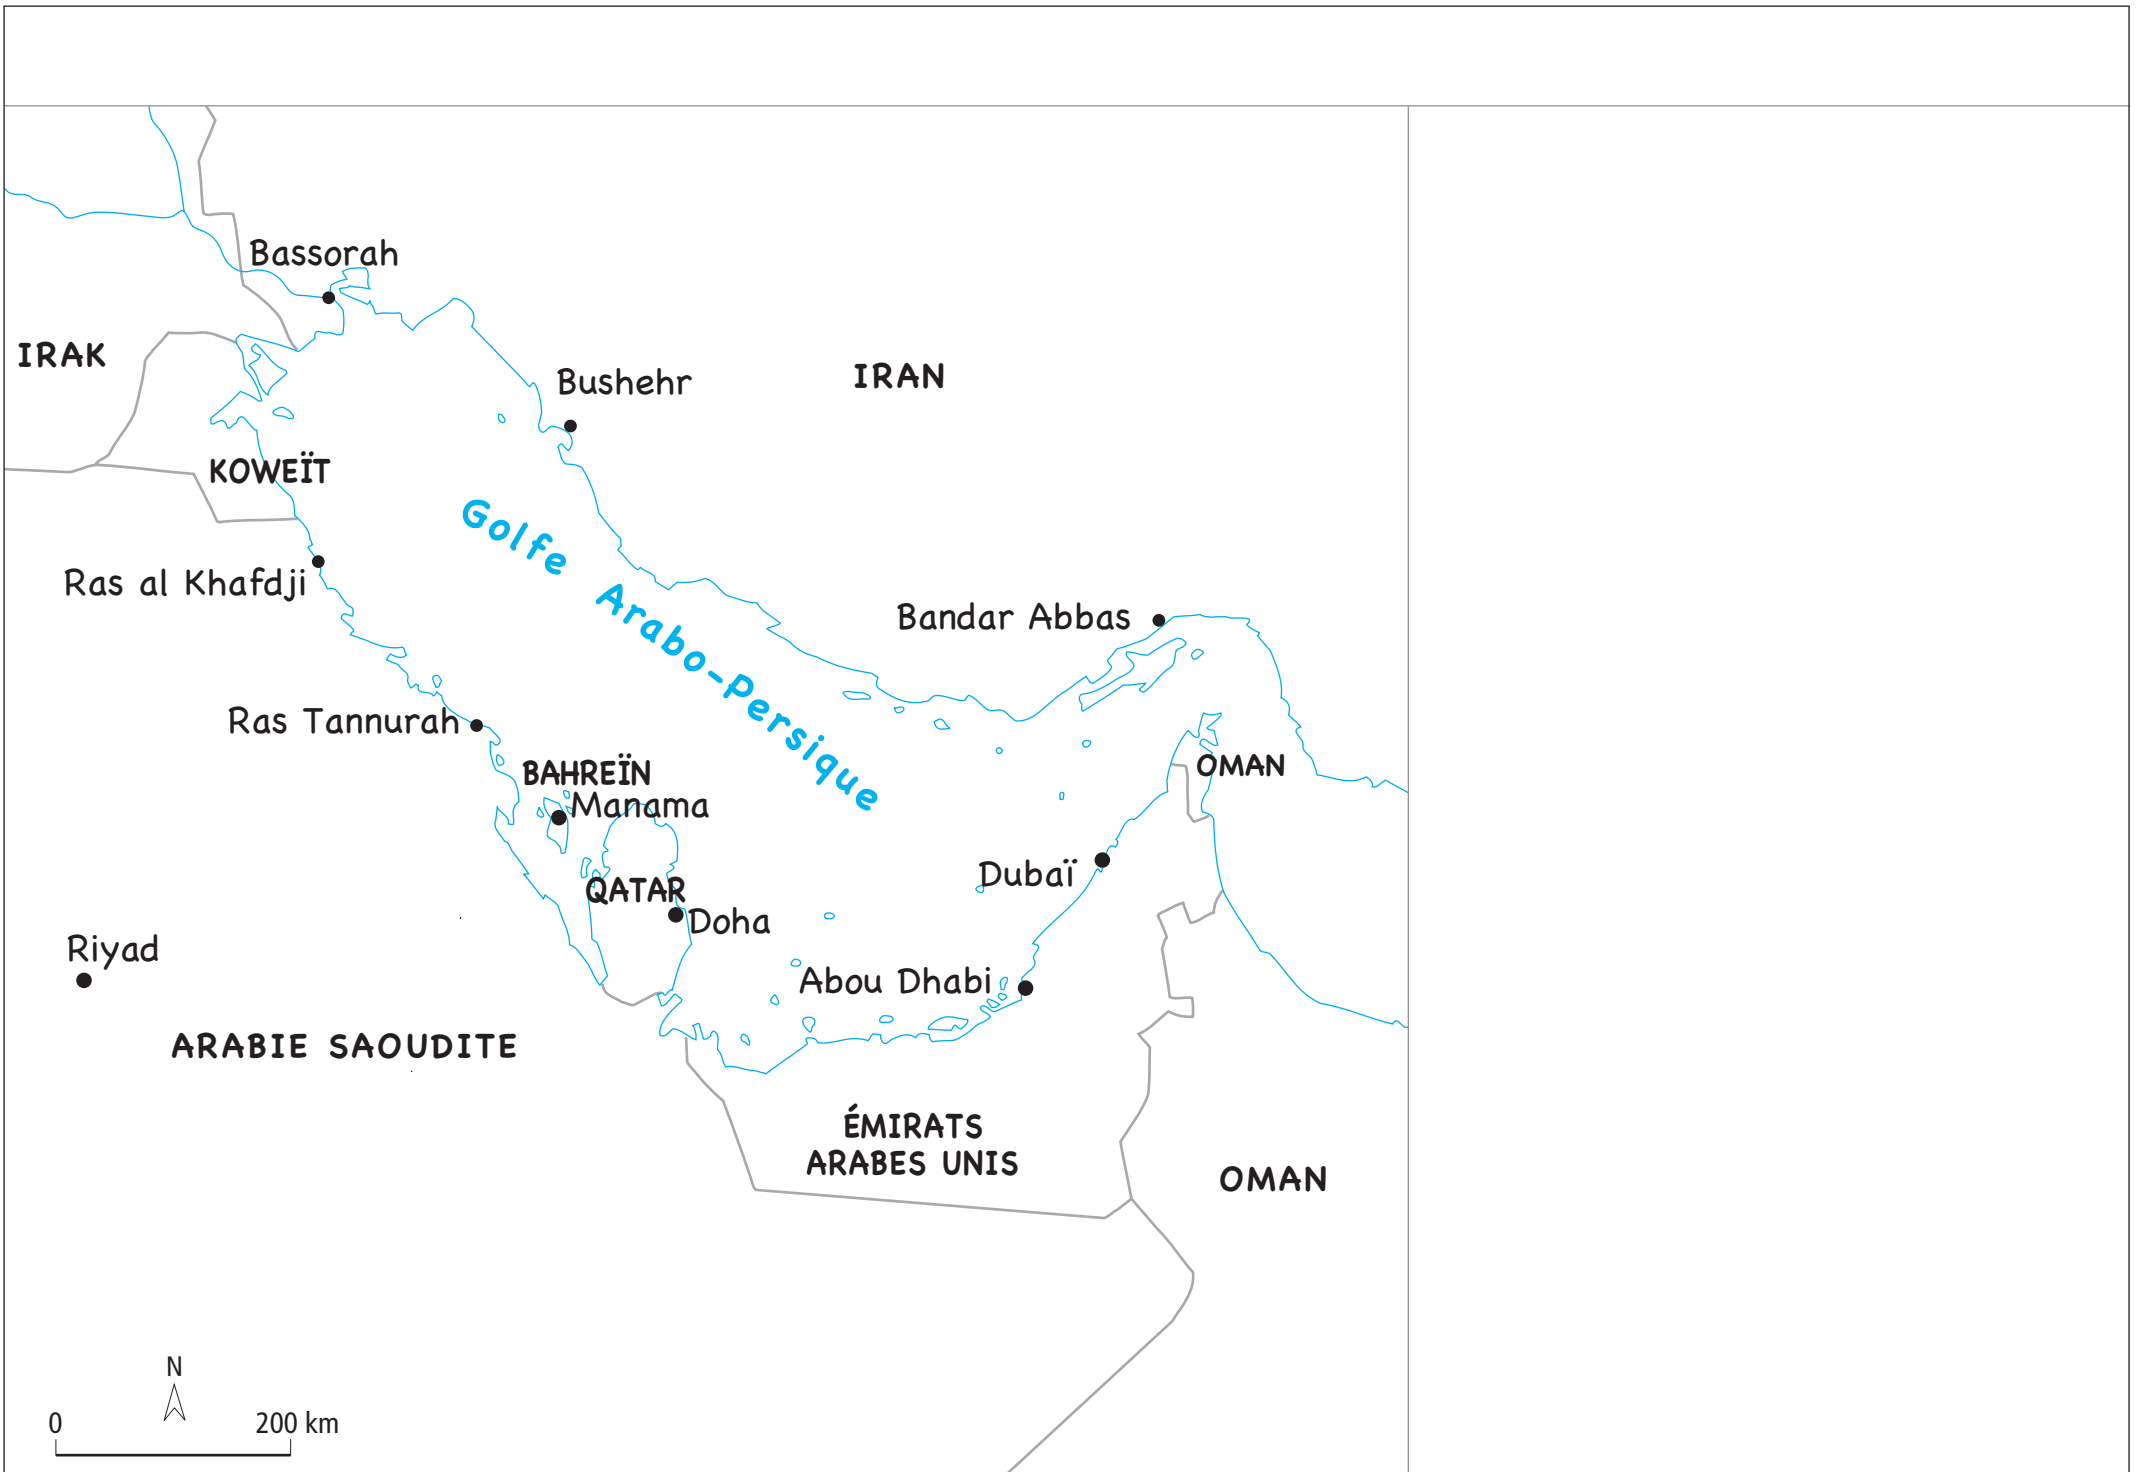 Bassorah
IRAK
Bushehr
IRAN
KOWEÏT
Golfe Arabo-Persique
Ras al Khafdji
Bandar Abbas
Ras Tannurah
BAHREÏN
OMAN
Manama
Dubaï
QATAR
Doha
Riyad
Abou Dhabi
ARABIE SAOUDITE
ÉMIRATS
ARABES UNIS
OMAN
N
0 200 km